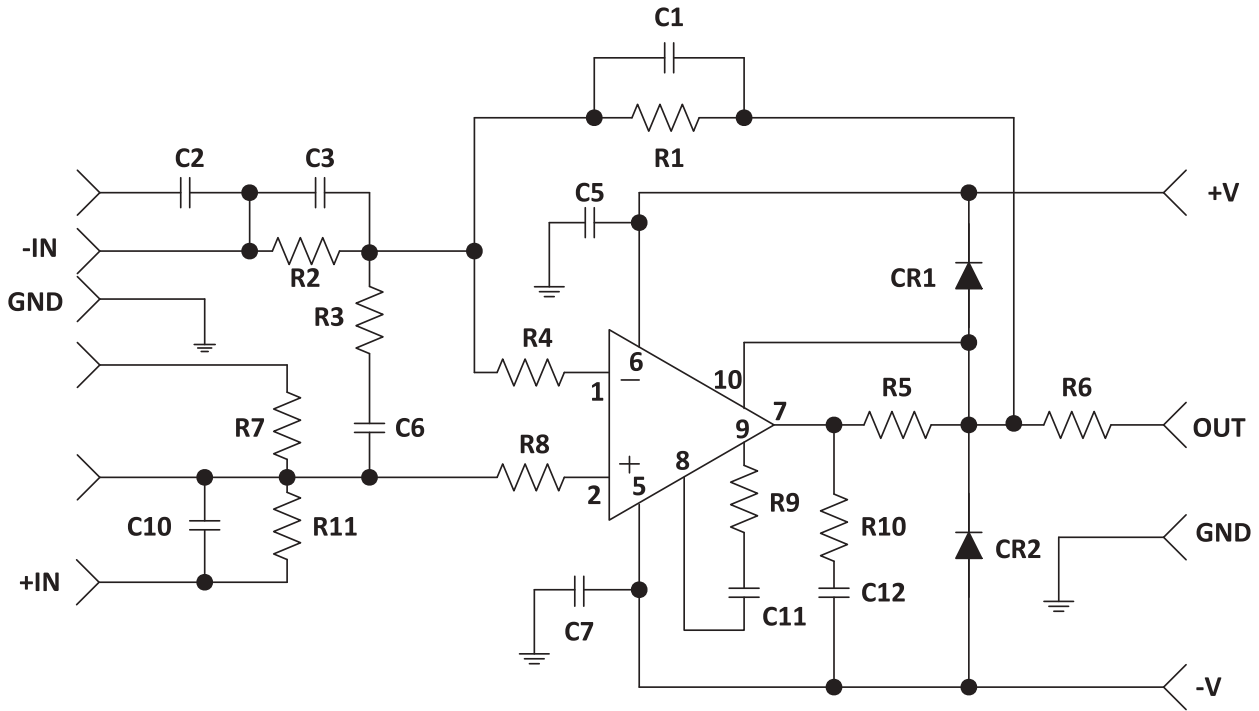 C1
R1
C2
C3
C5
+V
-IN
R2
CR1
GND
R3
R4
6
−
1
10
R5
R6
7
R7
C6
R8
9
OUT
8
+
5
2
R9
C10
R11
R10
GND
CR2
+IN
C11
C12
C7
-V